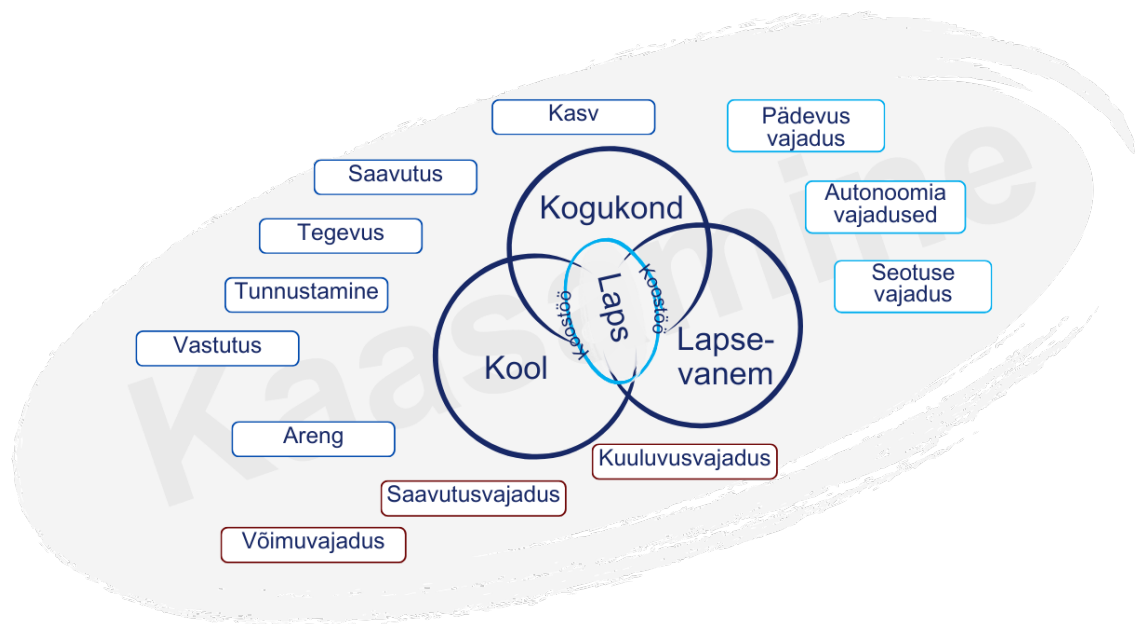 Kaasamine
Kasv
Pädevus
vajadus
Saavutus
Autonoomia
vajadused
Kogukond
Tegevus
Seotuse
vajadus
Tunnustamine
Koostöö
Laps
Koostöö
Vastutus
Kool
Lapse-
vanem
Areng
Kuuluvusvajadus
Saavutusvajadus
Võimuvajadus